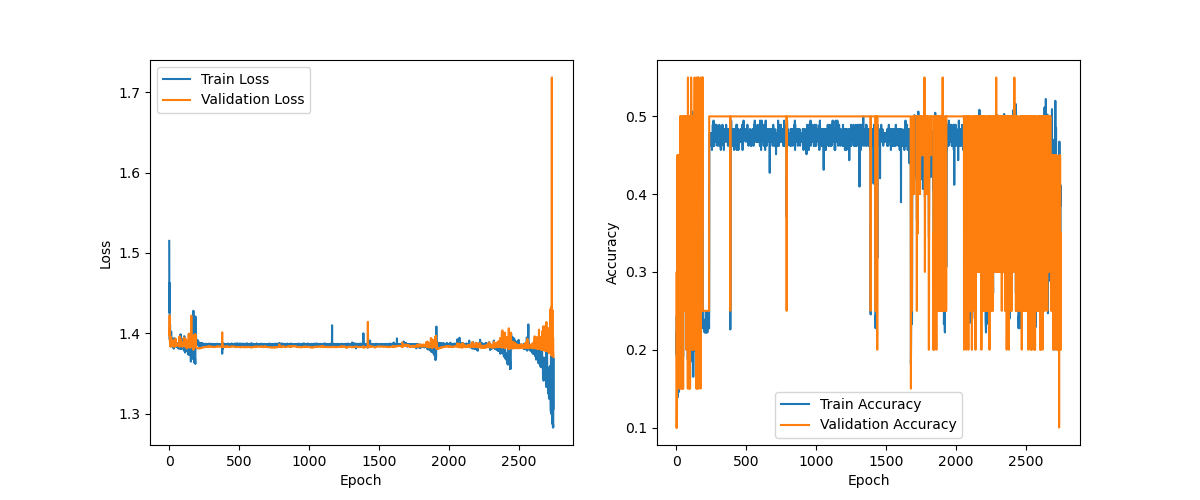 1.7
1.6
1.5
1.4
1.3
Loss
0 500 1000 1500 2000 2500
Epoch
Train Loss
Validation Loss
0.5
0.4
0.3
0.2
0.1
Accuracy
0 500 1000 1500 2000 2500
Epoch
Train Accuracy
Validation Accuracy